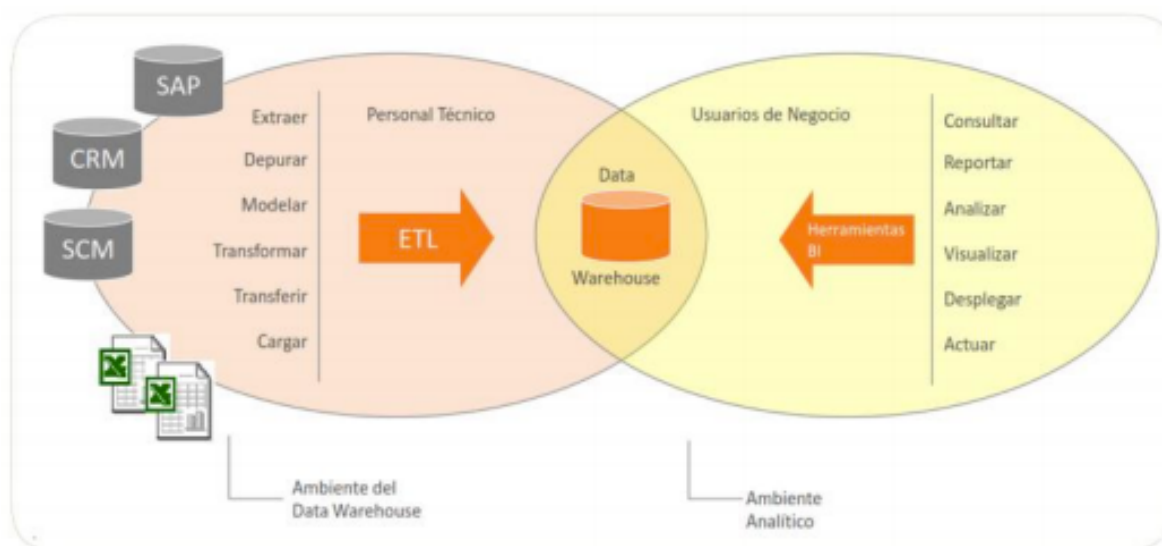 SAP
CRM
SCM
Extraer
Depurar
Modelar
Transformar
Transferir
Cargar
Personal Técnico
ETL
Data
Warehouse
Usuarios de Negocio
Herramientas
BI
Consultar
Reportar
Analizar
Visualizar
Desplegar
Actuar
Ambiente del
Data Warehouse
Ambiente
Analítico